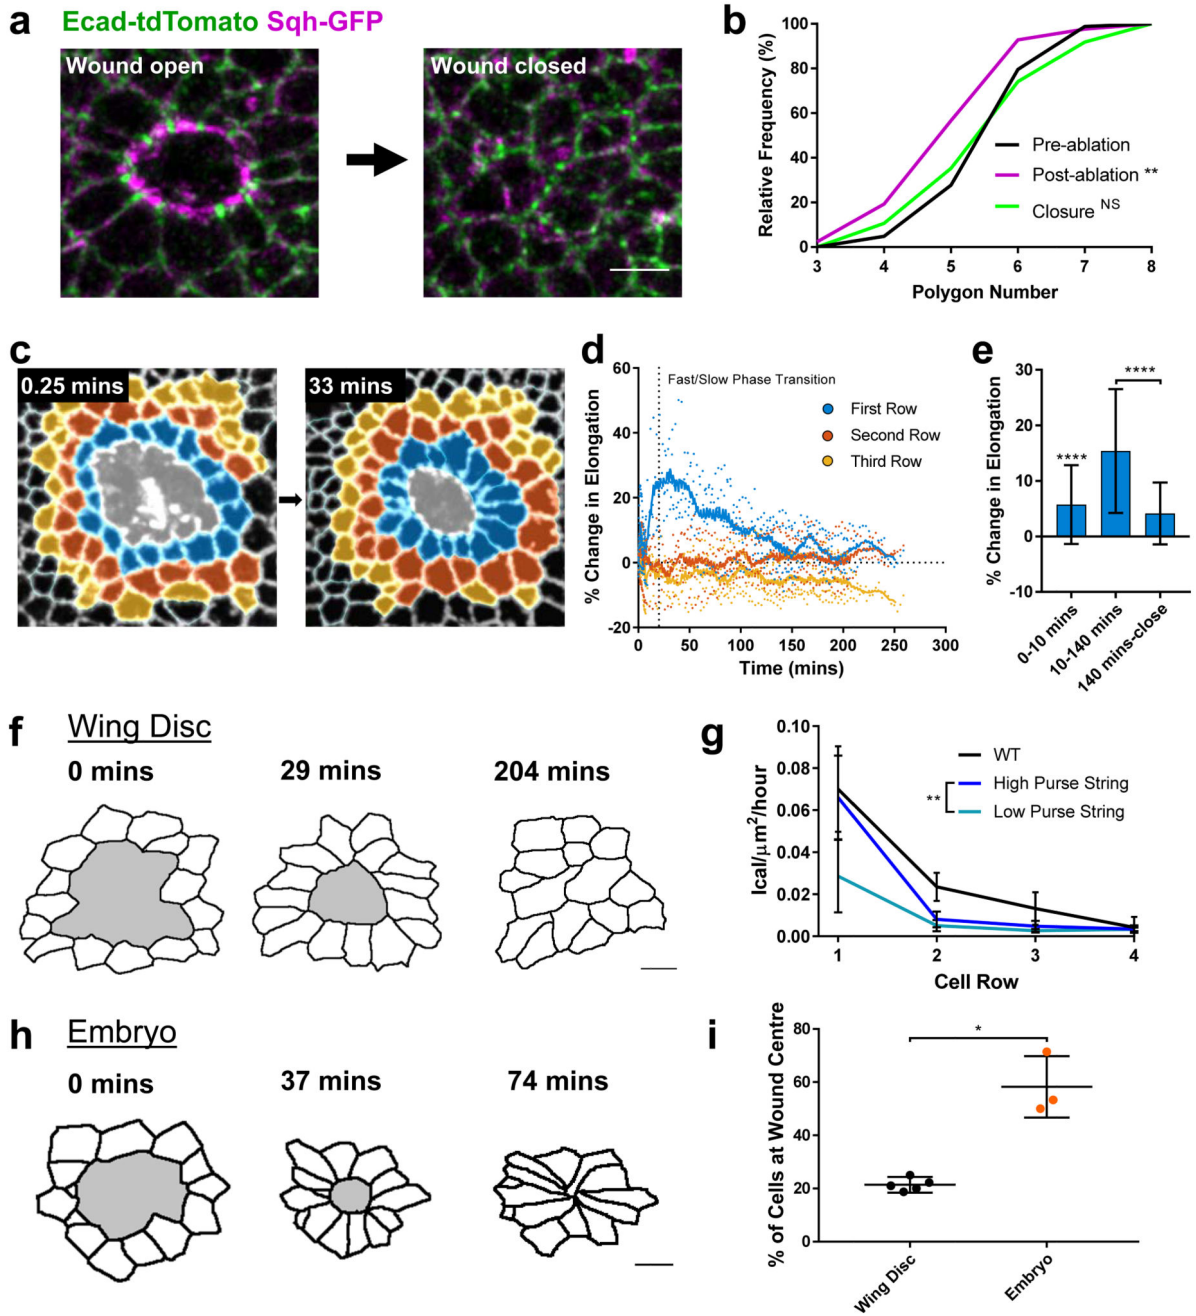 a Ecad-tdTomato Sqh-GFP
Wound open
Wound closed
b
Relative Frequency (%)
100
80
60
40
20
0
3 4 5 6 7 8
Polygon Number
Pre-ablation
Post-ablation **
Closure NS
c
0.25 mins
33 mins
d
% Change in Elongation
60
40
20
0
-20
0 50 100 150 200 250 300
Time (mins)
Fast/Slow Phase Transition
First Row
Second Row
Third Row
e
% Change in Elongation
30
20
10
0
-10
****
****
0-10 mins
10-140 mins
140 mins-close
f Wing Disc
0 mins 29 mins 204 mins
g
Ical/µm²/hour
0.10
0.08
0.06
0.04
0.02
0.00
1 2 3 4
Cell Row
WT
High Purse String
Low Purse String
**
h Embryo
0 mins 37 mins 74 mins
i
% of Cells at Wound Centre
80
60
40
20
0
*
Wing Disc
Embryo